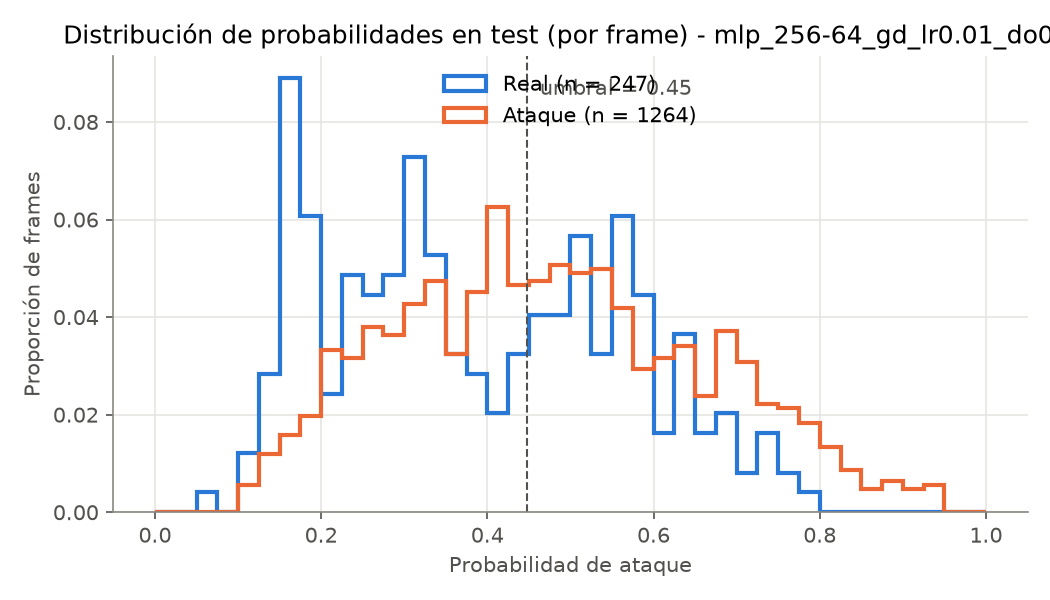 Distribución de probabilidades en test (por frame) - mlp_256-64_gd_lr0.01_do0
Real (n = 247)
umbral = 0.45
Ataque (n = 1264)
Proporción de frames
0.08
0.06
0.04
0.02
0.00
0.0 0.2 0.4 0.6 0.8 1.0
Probabilidad de ataque